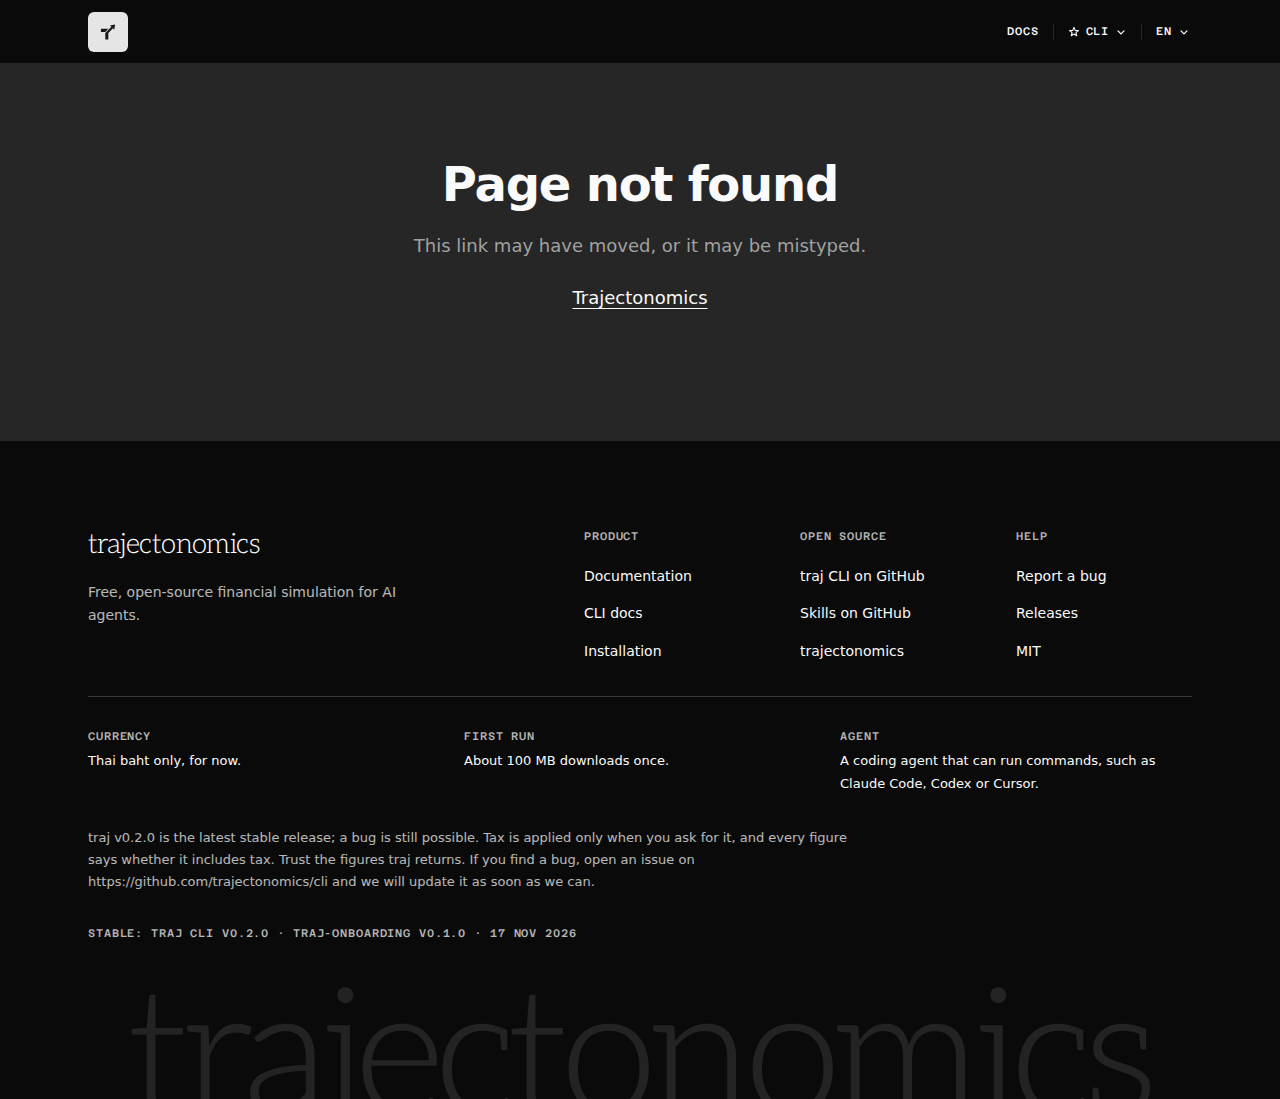 DOCS
CLI
EN
Page not found
This link may have moved, or it may be mistyped.
Trajectonomics
trajectonomics
Free, open-source financial simulation for AI
agents.
PRODUCT
Documentation
CLI docs
Installation
OPEN SOURCE
traj CLI on GitHub
Skills on GitHub
trajectonomics
HELP
Report a bug
Releases
MIT
CURRENCY
Thai baht only, for now.
FIRST RUN
About 100 MB downloads once.
AGENT
A coding agent that can run commands, such as
Claude Code, Codex or Cursor.
traj v0.2.0 is the latest stable release; a bug is still possible. Tax is applied only when you ask for it, and every figure
says whether it includes tax. Trust the figures traj returns. If you find a bug, open an issue on
https://github.com/trajectonomics/cli and we will update it as soon as we can.
STABLE: TRAJ CLI V0.2.0 · TRAJ-ONBOARDING V0.1.0 · 17 NOV 2026
trajectonomics